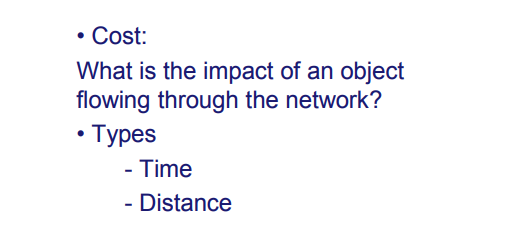 • Cost:
What is the impact of an object
flowing through the network?
• Types
- Time
- Distance